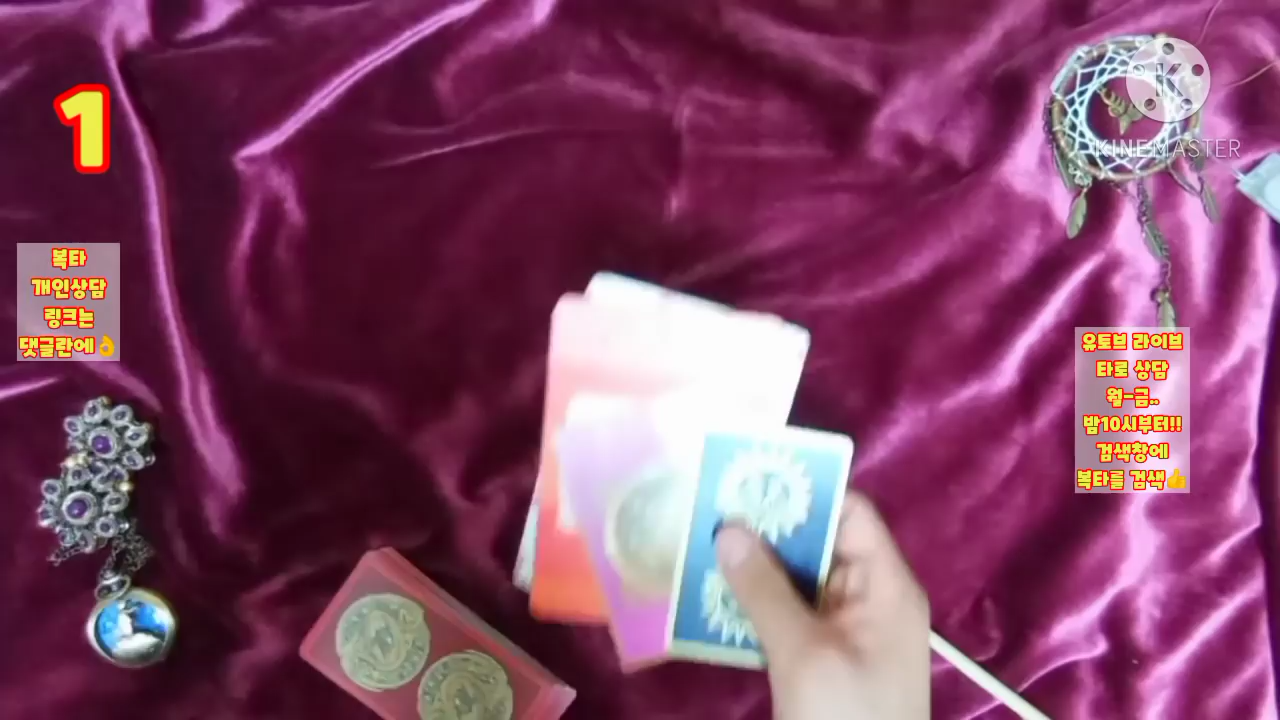 1
복타
개인상담
링크는
댓글란에👌
KINEMASTER
유토브 라이브
타로 상담
월-금..
밤10시부터!!
검색창에
복타를 검색👍